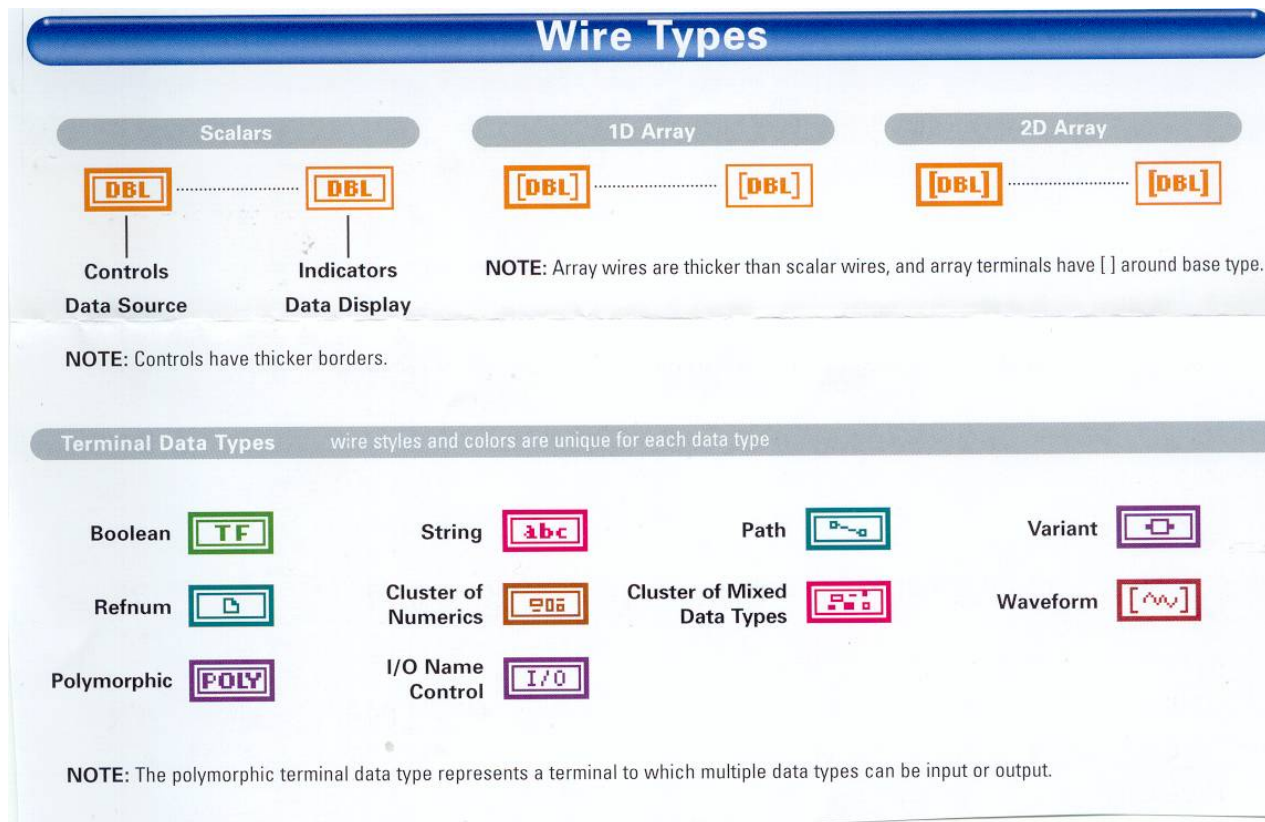 Wire Types
Scalars
1D Array
2D Array
DBL DBL
[DBL] [DBL]
[DBL] [DBL]
Controls Indicators
Data Source Data Display
NOTE: Array wires are thicker than scalar wires, and array terminals have [ ] around base type.
NOTE: Controls have thicker borders.
Terminal Data Types wire styles and colors are unique for each data type
Boolean TF
String abc
Path
Variant
Refnum
Cluster of
Numerics
Cluster of Mixed
Data Types
Waveform
Polymorphic POLY
I/O Name
Control I/O
NOTE: The polymorphic terminal data type represents a terminal to which multiple data types can be input or output.